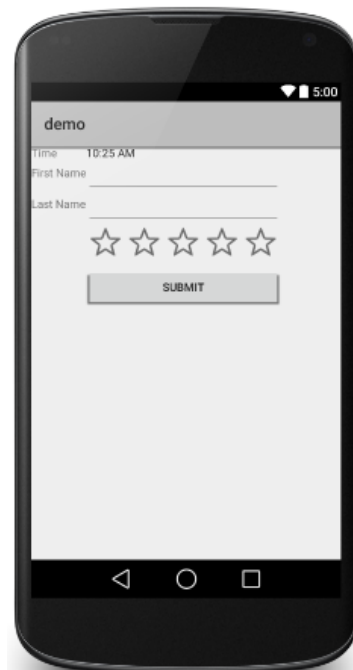 5:00
demo
Time 10:25 AM
First Name
Last Name
SUBMIT